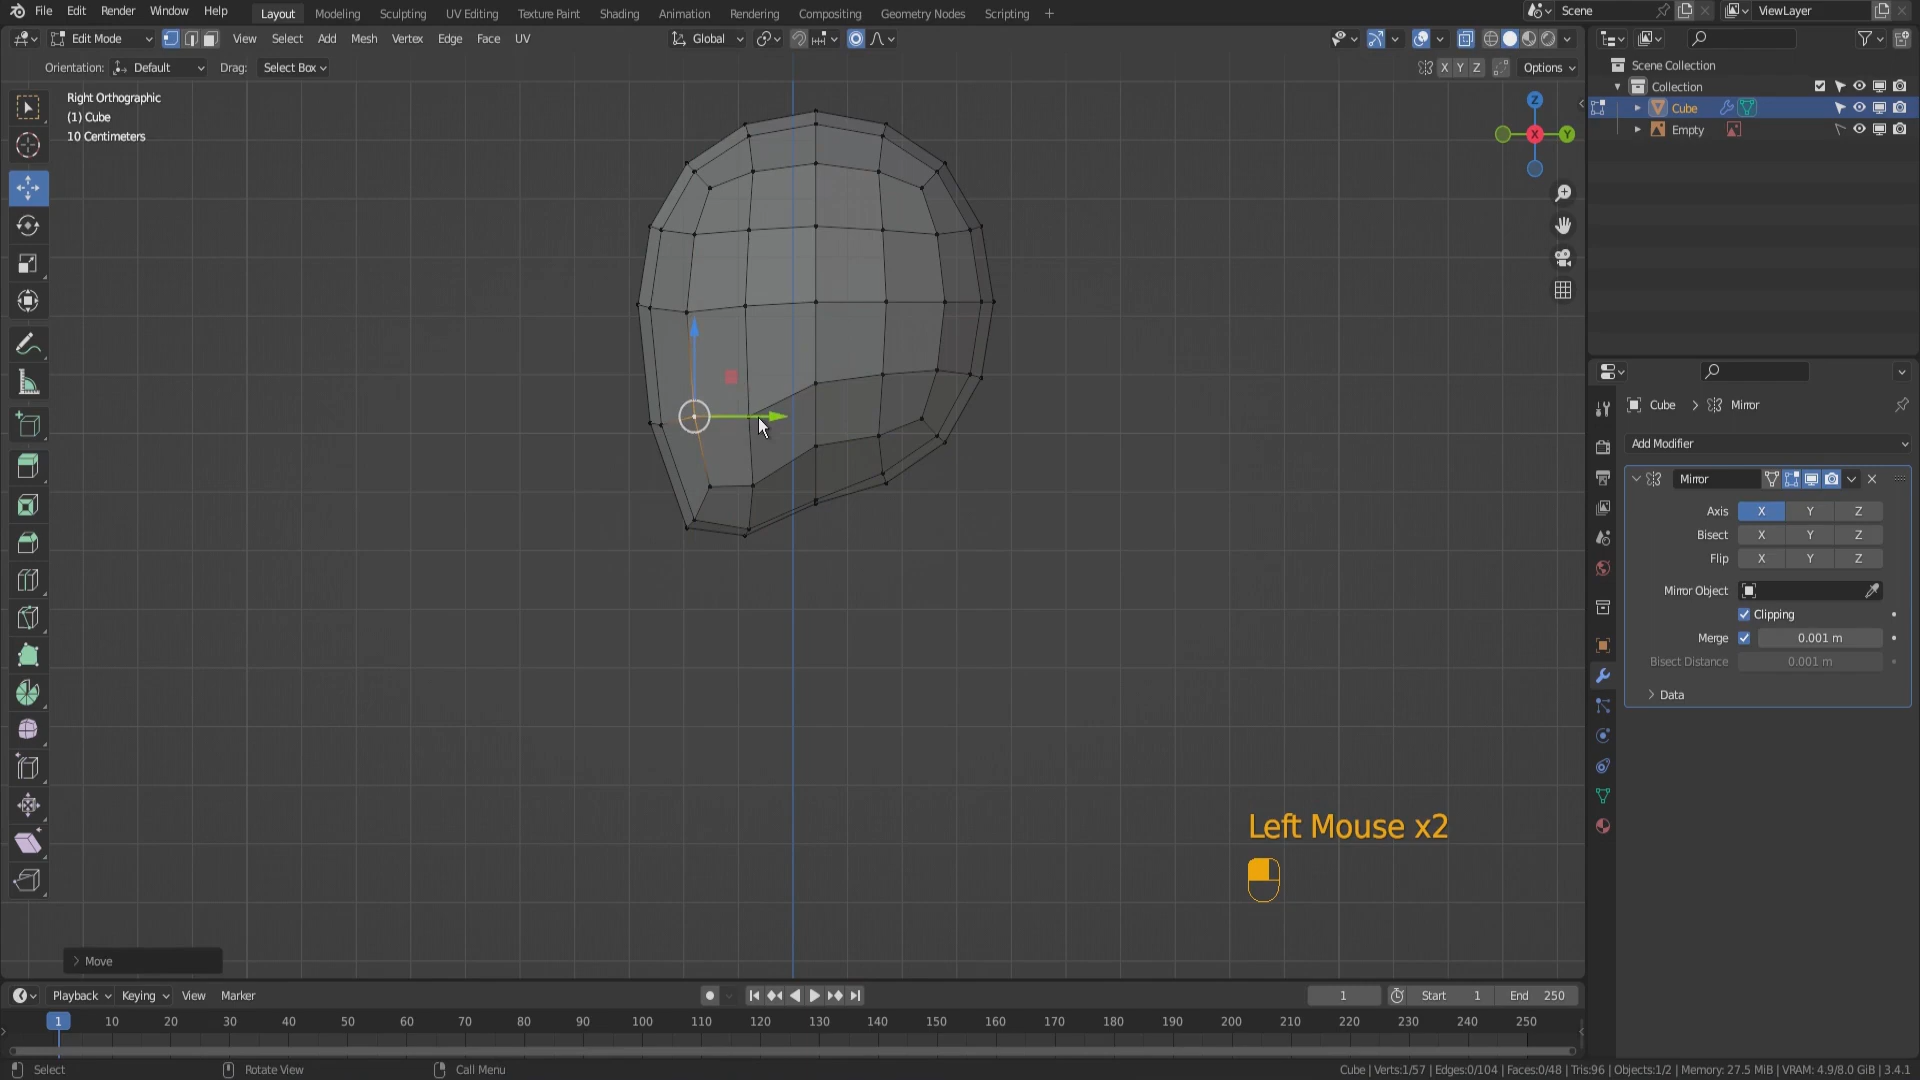 File Edit Render Window Help Layout Modeling Sculpting UV Editing Texture Paint Shading Animation Rendering Compositing Geometry Nodes Scripting + Scene ViewLayer
Edit Mode View Select Add Mesh Vertex Edge Face UV Global
Orientation: Default Drag: Select Box X Y Z Options
Right Orthographic
(1) Cube
10 Centimeters
Z
X
Y
Scene Collection
Collection
Cube
Empty
Cube > Mirror
Add Modifier
Mirror
Axis X Y Z
Bisect X Y Z
Flip X Y Z
Mirror Object
Clipping
Merge 0.001 m
Bisect Distance 0.001 m
Data
Left Mouse x2
Move
Playback Keying View Marker 1 Start 1 End 250
1 10 20 30 40 50 60 70 80 90 100 110 120 130 140 150 160 170 180 190 200 210 220 230 240 250
Select Rotate View Call Menu Cube | Verts:1/57 | Edges:0/104 | Faces:0/48 | Tris:96 | Objects:1/2 | Memory: 27.5 MiB | VRAM: 4.9/8.0 GiB | 3.4.1